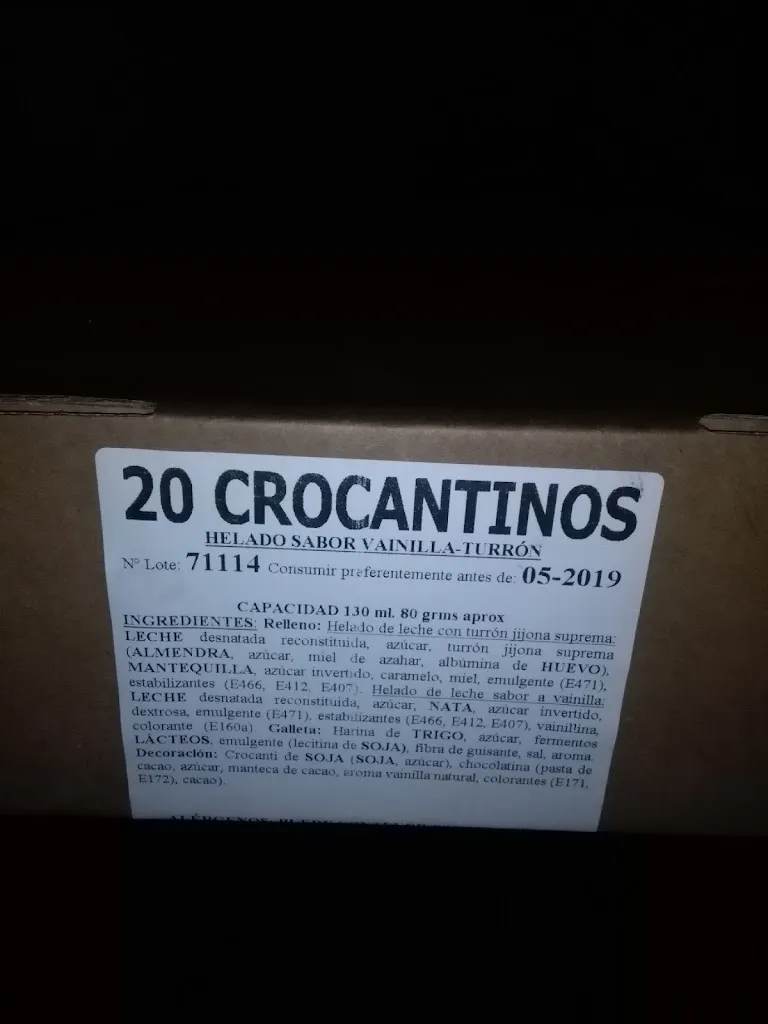 20 CROCANTINOS
HELADO SABOR VAINILLA-TURRÓN
Nº Lote: 71114 Consumir preferentemente antes de: 05-2019
CAPACIDAD 130 ml. 80 grms aprox
INGREDIENTES: Relleno: Helado de leche con turrón jijona suprema:
LECHE desnatada reconstituida, azúcar, turrón jijona suprema
(ALMENDRA, azúcar, miel de azahar, albúmina de HUEVO),
MANTEQUILLA, azúcar invertido, caramelo, miel, emulgente (E471),
estabilizantes (E466, E412, E407). Helado de leche sabor a vainilla:
LECHE desnatada reconstituida, azúcar, NATA, azúcar invertido,
dextrosa, emulgente (E471), estabilizantes (E466, E412, E407), vainillina,
colorante (E160a) Galleta: Harina de TRIGO, azúcar, fermentos
LÁCTEOS, emulgente (lecitina de SOJA), fibra de guisante, sal, aroma.
Decoración: Crocanti de SOJA (SOJA, azúcar), chocolatina (pasta de
cacao, azúcar, manteca de cacao, aroma vainilla natural, colorantes (E171,
E172), cacao).
ALÉRGENOS: PUEDE